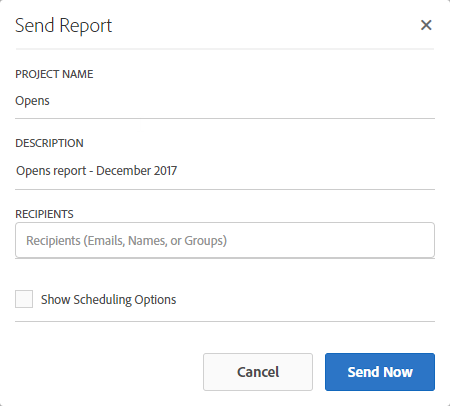 Send Report
PROJECT NAME
Opens
DESCRIPTION
Opens report - December 2017
RECIPIENTS
Recipients (Emails, Names, or Groups)
Show Scheduling Options
Cancel
Send Now